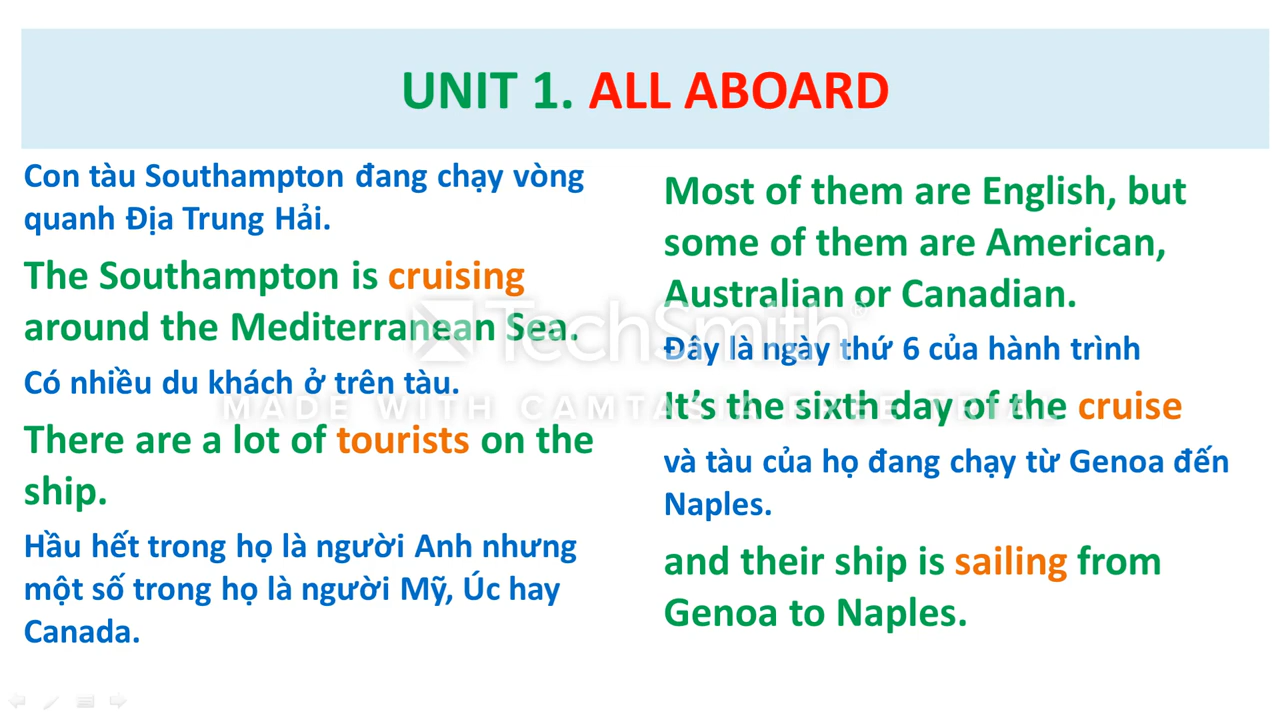 UNIT 1. ALL ABOARD
Con tàu Southampton đang chạy vòng
quanh Địa Trung Hải.
The Southampton is cruising
around the Mediterranean Sea.
Có nhiều du khách ở trên tàu.
There are a lot of tourists on the
ship.
Hầu hết trong họ là người Anh nhưng
một số trong họ là người Mỹ, Úc hay
Canada.
Most of them are English, but
some of them are American,
Australian or Canadian.
Đây là ngày thứ 6 của hành trình
It's the sixth day of the cruise
và tàu của họ đang chạy từ Genoa đến
Naples.
and their ship is sailing from
Genoa to Naples.
TechSmith®
MADE WITH CAMTASIA FREE TRIAL